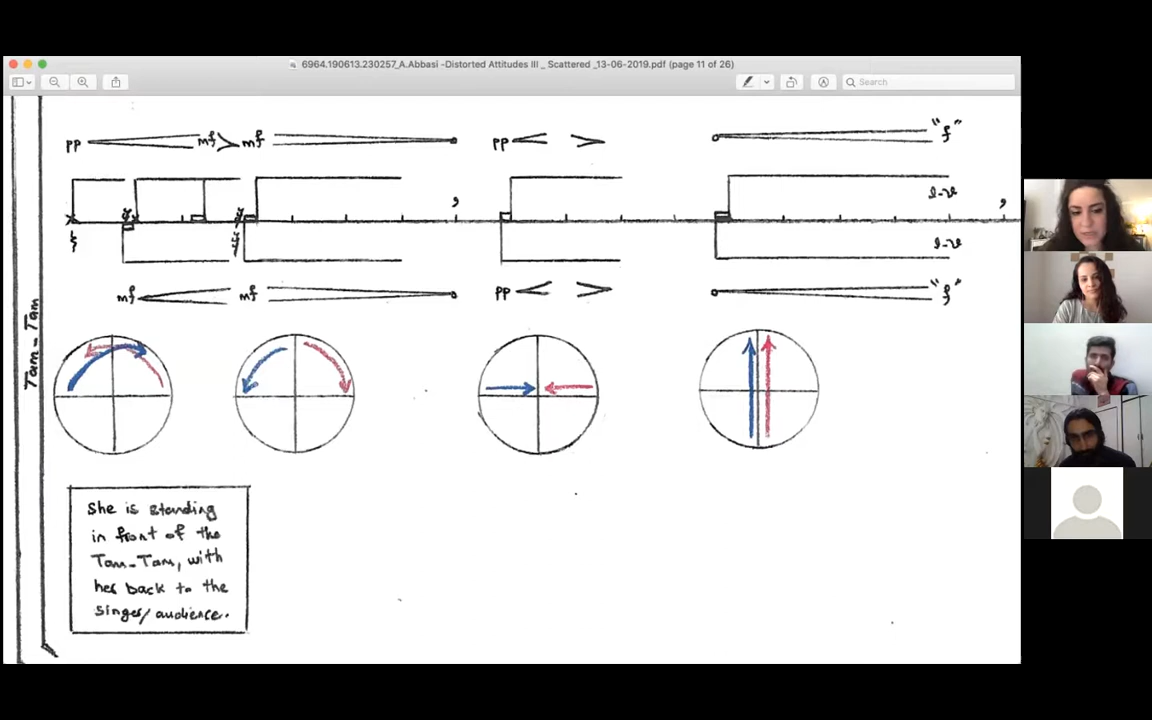 6964.190613.230257_A.Abbasi -Distorted Attitudes III _ Scattered _13-06-2019.pdf (page 11 of 26)
Search
pp mf mf pp "f"
l.v.
l.v.
mf mf pp "f"
Tam-Tam
She is standing
in front of the
Tam-Tam, with
her back to the
singer/audience.